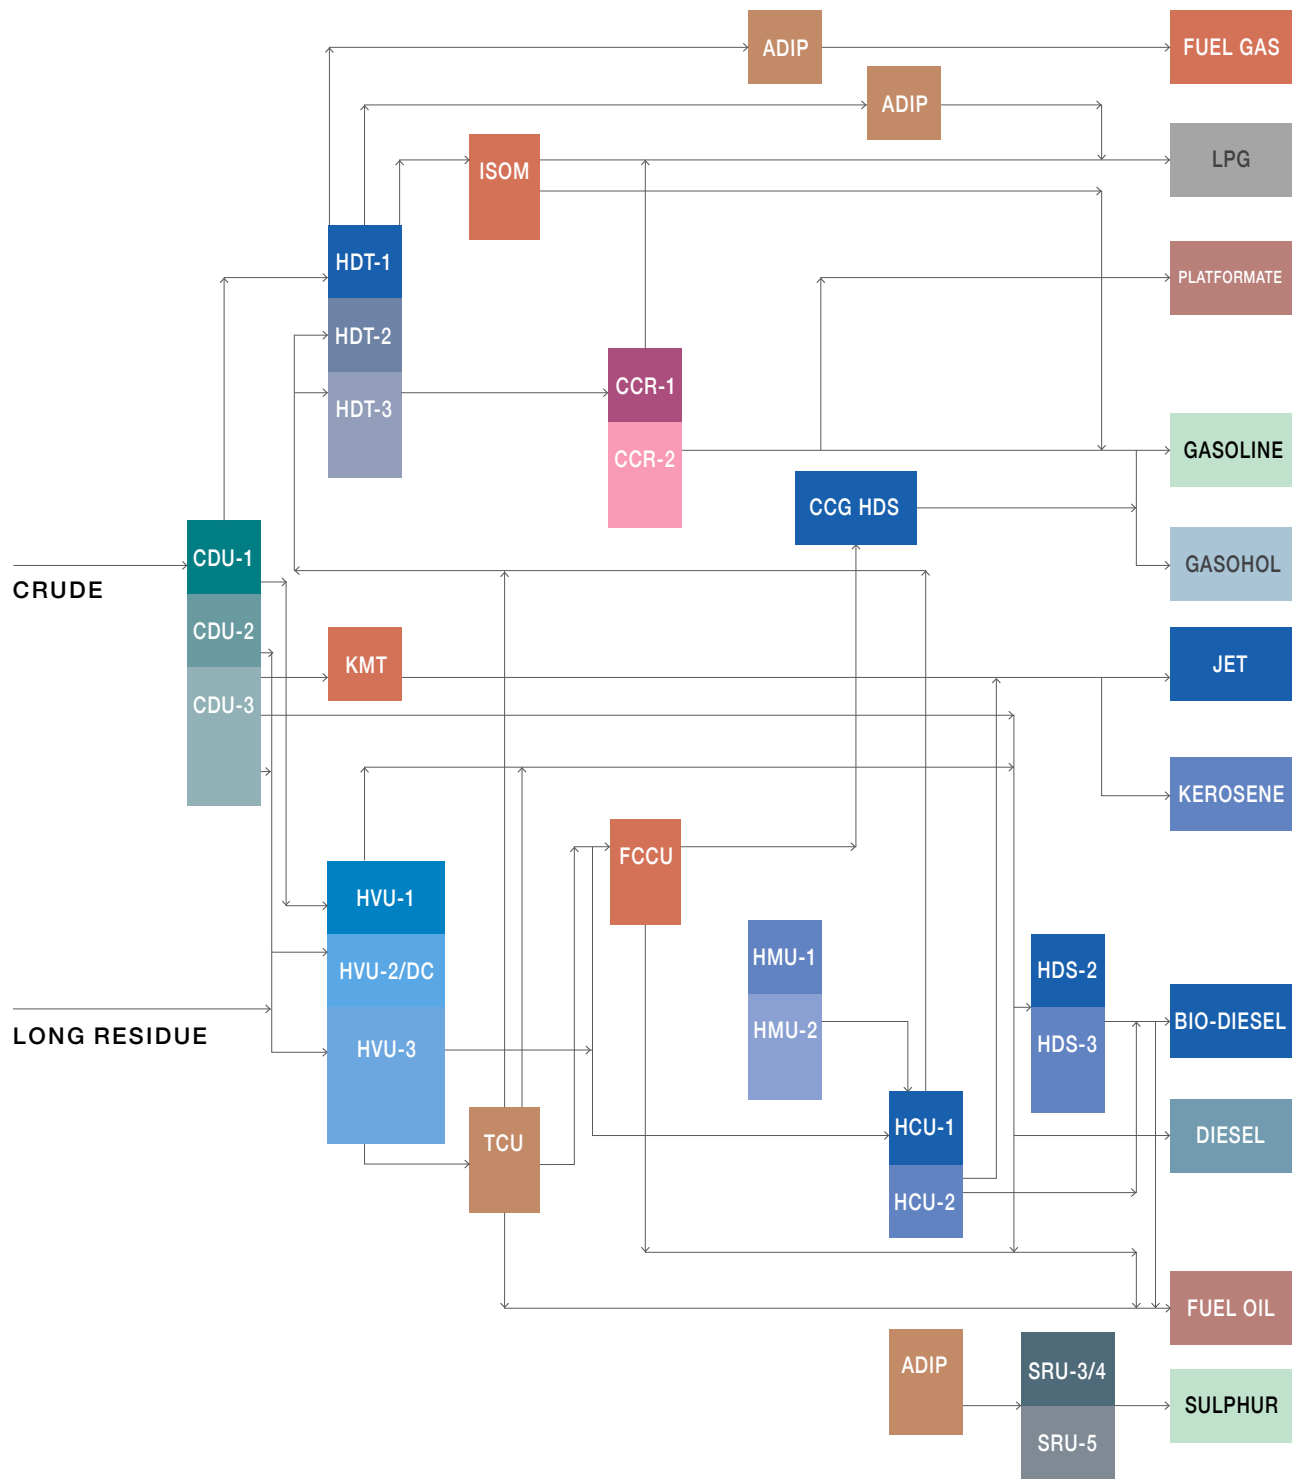 ADIP
FUEL GAS
ADIP
LPG
ISOM
HDT-1
PLATFORMATE
HDT-2
CCR-1
HDT-3
GASOLINE
CCR-2
CCG HDS
CDU-1
GASOHOL
CRUDE
CDU-2
KMT
JET
CDU-3
KEROSENE
FCCU
HVU-1
HMU-1
HVU-2/DC
HDS-2
LONG RESIDUE
BIO-DIESEL
HMU-2
HVU-3
HDS-3
TCU
HCU-1
DIESEL
HCU-2
FUEL OIL
ADIP
SRU-3/4
SULPHUR
SRU-5